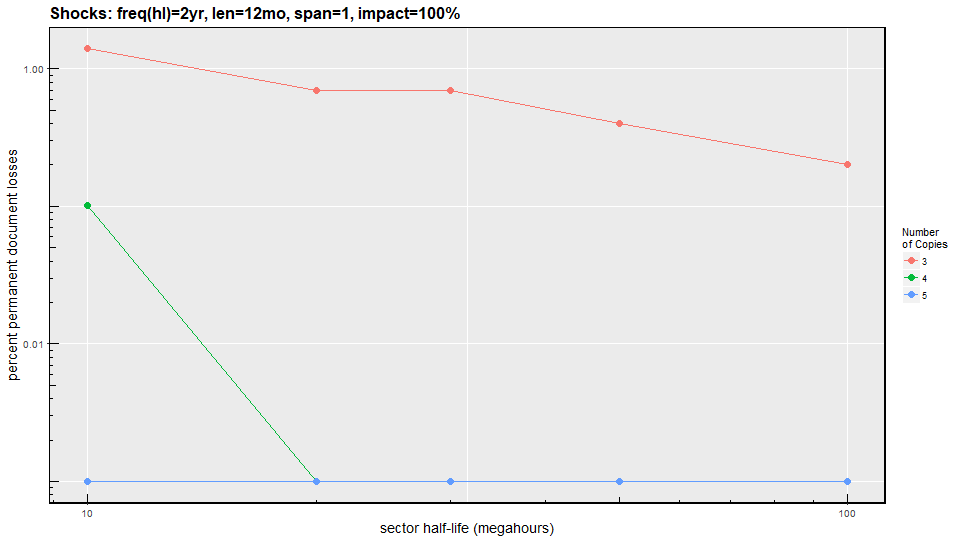 Shocks: freq(hl)=2yr, len=12mo, span=1, impact=100%
percent permanent document losses
1.00
0.01
10
100
sector half-life (megahours)
Number
of Copies
3
4
5